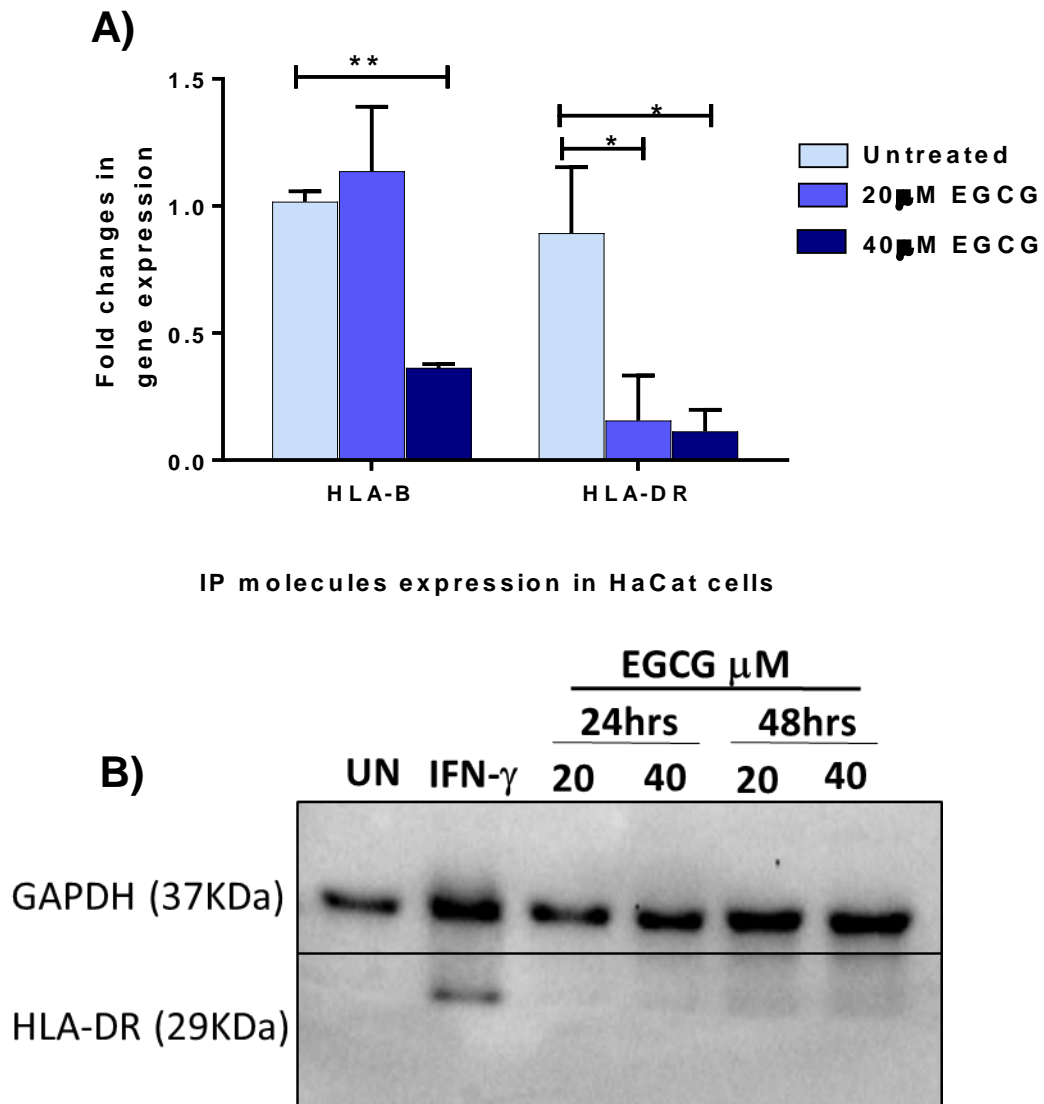 A)
**
1.5
*
*
1.0
0.5
0.0
Fold changes in
gene expression
Untreated
20μM EGCG
40μM EGCG
HLA-B HLA-DR
IP molecules expression in HaCat cells
EGCG μM
24hrs 48hrs
B)
UN IFN-γ 20 40 20 40
GAPDH (37KDa)
HLA-DR (29KDa)